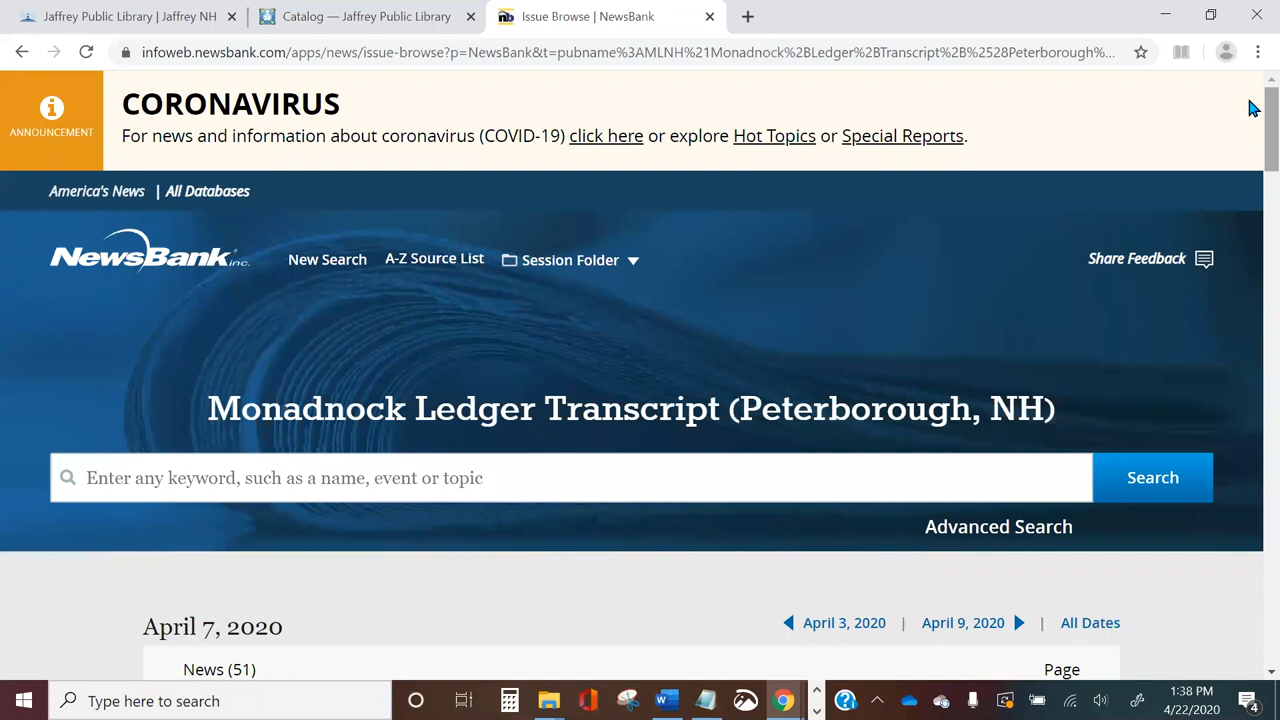 Jaffrey Public Library | Jaffrey NH
Catalog — Jaffrey Public Library
Issue Browse | NewsBank
infoweb.newsbank.com/apps/news/issue-browse?p=NewsBank&t=pubname%3AMLNH%21Monadnock%2BLedger%2BTranscript%2B%2528Peterborough%...
ANNOUNCEMENT
CORONAVIRUS
For news and information about coronavirus (COVID-19) click here or explore Hot Topics or Special Reports.
America's News | All Databases
NewsBank inc.
New Search
A-Z Source List
Session Folder
Share Feedback
Monadnock Ledger Transcript (Peterborough, NH)
Enter any keyword, such as a name, event or topic
Search
Advanced Search
April 7, 2020
April 3, 2020 | April 9, 2020 | All Dates
News (51)
Page
Type here to search
1:38 PM
4/22/2020
4